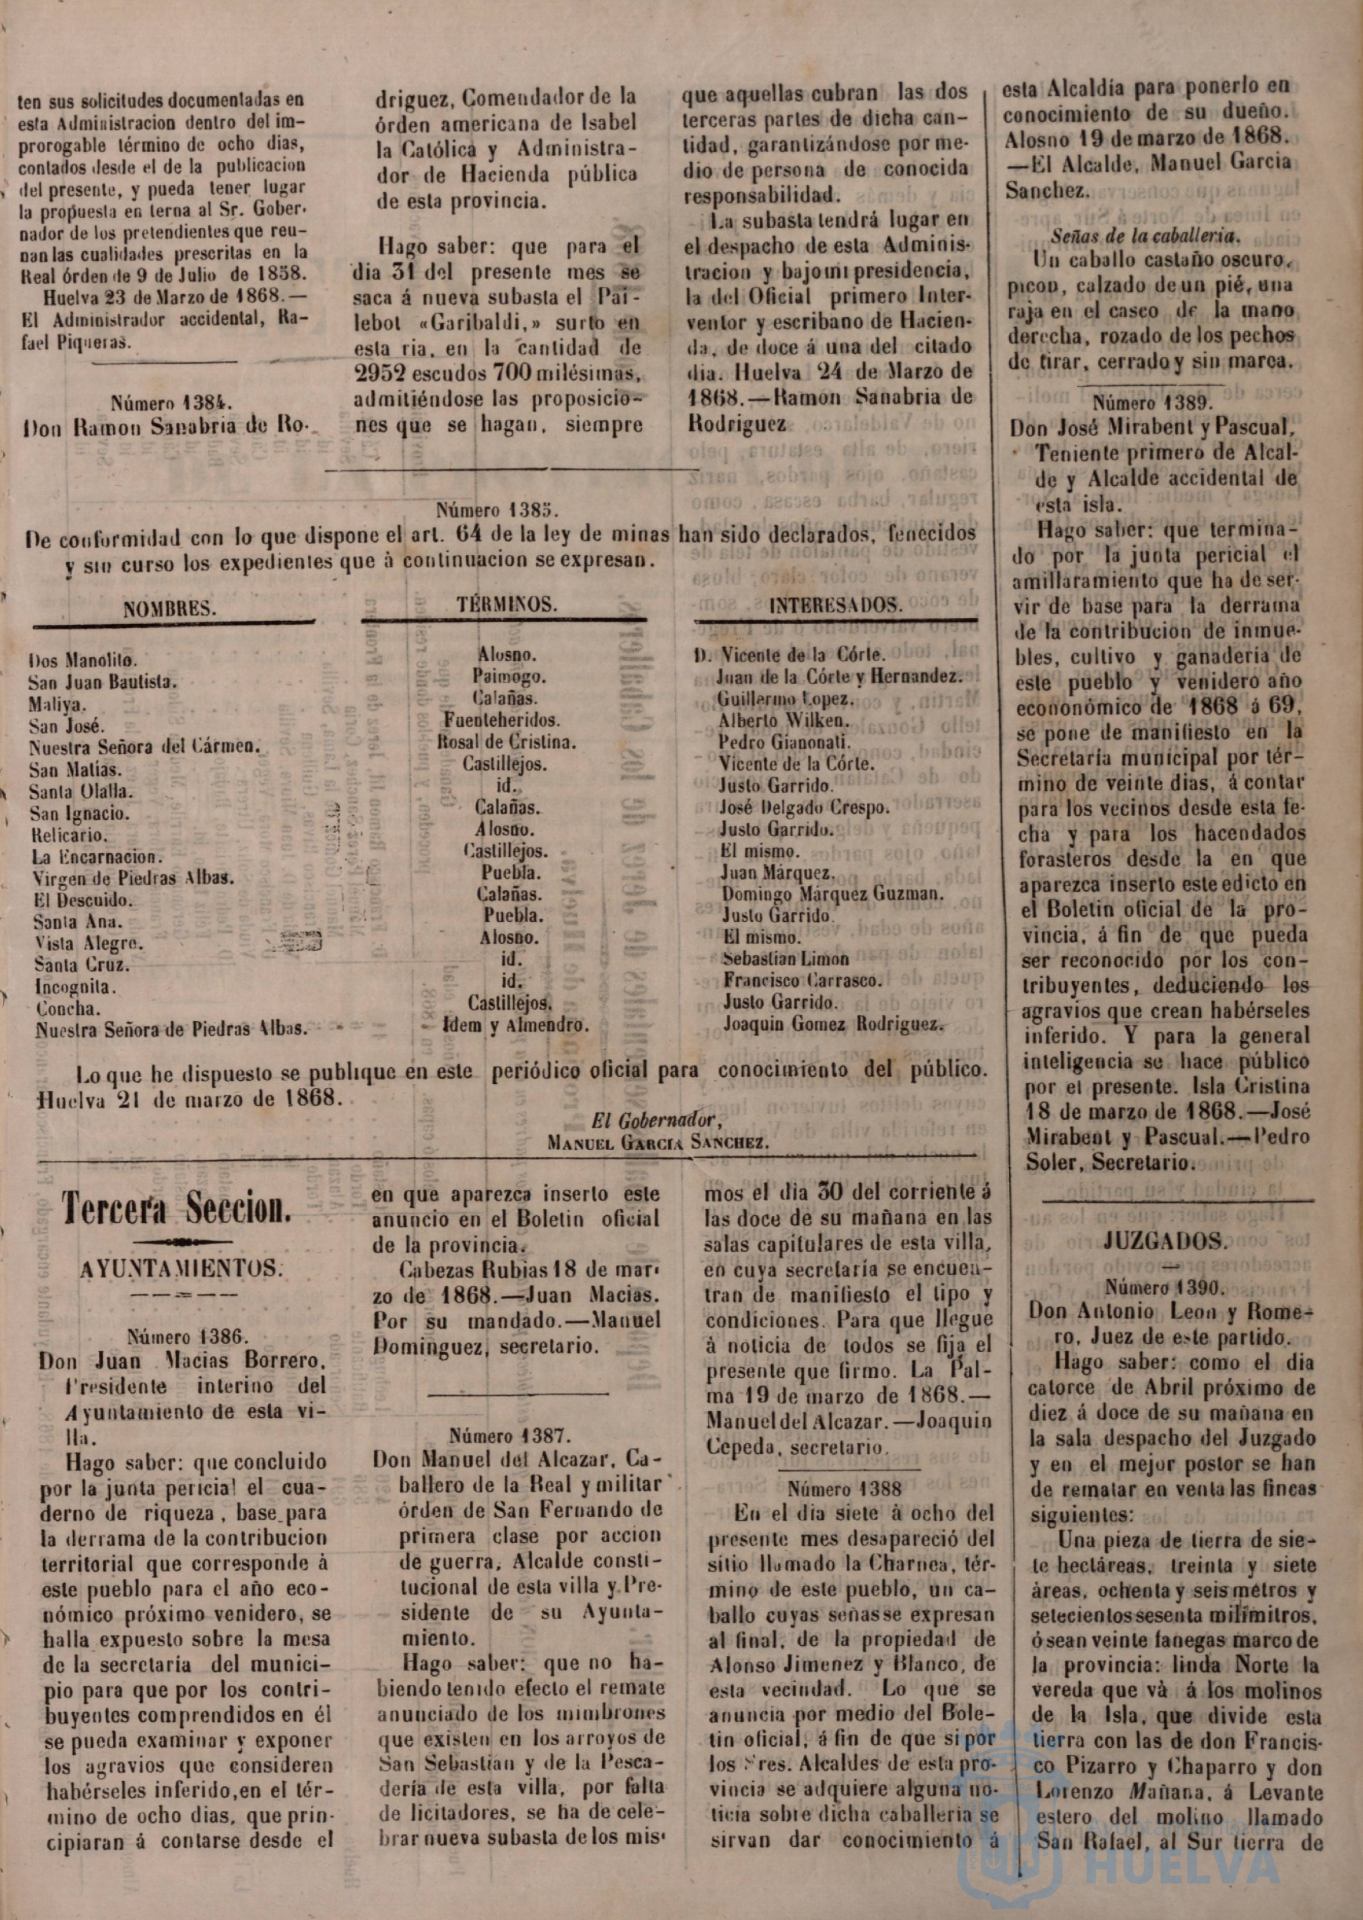 ten sus solicitudes documentadas en
esta Administracion dentro del im-
prorogable término de ocho dias,
contados desde el de la publicacion
del presente, y pueda tener lugar
la propuesta en terna al Sr. Gober-
nador de los pretendientes que reu-
nan las cualidades prescritas en la
Real órden de 9 de Julio de 1858.
Huelva 23 de Marzo de 1868.—
El Administrador accidental, Ra-
fael Piqueras.
Número 1384.
Don Ramon Sanabria de Ro-
driguez, Comendador de la
órden americana de Isabel
la Católica y Administra-
dor de Hacienda pública
de esta provincia.
Hago saber: que para el
dia 31 del presente mes se
saca á nueva subasta el Pai-
lebot «Garibaldi,» surto en
esta ria, en la cantidad de
2952 escudos 700 milésimas,
admitiéndose las proposicio-
nes que se hagan, siempre
que aquellas cubran las dos
terceras partes de dicha can-
tidad, garantizándose por me-
dio de persona de conocida
responsabilidad.
La subasta tendrá lugar en
el despacho de esta Adminis-
tracion y bajo mi presidencia,
la del Oficial primero Inter-
ventor y escribano de Hacien-
da, de doce á una del citado
dia. Huelva 24 de Marzo de
1868.—Ramon Sanabria de
Rodriguez
Número 1385.
De conformidad con lo que dispone el art. 64 de la ley de minas han sido declarados, fenecidos
y sin curso los expedientes que à continuacion se expresan.
NOMBRES. TÉRMINOS. INTERESADOS.
Dos Manolito. Alosno. D. Vicente de la Córte.
San Juan Bautista. Paimogo. Juan de la Córte y Hernandez.
Maliya. Calañas. Guillermo Lopez.
San José. Fuenteheridos. Alberto Wilken.
Nuestra Señora del Cármen. Rosal de Cristina. Pedro Gianonati.
San Matias. Castillejos. Vicente de la Córte.
Santa Olalla. id. Justo Garrido.
San Ignacio. Calañas. José Delgado Crespo.
Relicario. Alosno. Justo Garrido.
La Encarnacion. Castillejos. El mismo.
Virgen de Piedras Albas. Puebla. Juan Márquez.
El Descuido. Calañas. Domingo Márquez Guzman.
Santa Ana. Puebla. Justo Garrido.
Vista Alegre. Alosno. El mismo.
Santa Cruz. id. Sebastian Limon
Incognita. id. Francisco Carrasco.
Concha. Castillejos. Justo Garrido.
Nuestra Señora de Piedras Albas. Idem y Almendro. Joaquin Gomez Rodriguez.
Lo que he dispuesto se publique en este periódico oficial para conocimiento del público.
Huelva 21 de marzo de 1868.
El Gobernador,
MANUEL GARCIA SANCHEZ.
Tercera Seccion.
AYUNTAMIENTOS.
Número 1386.
Don Juan Macias Borrero,
Presidente interino del
Ayuntamiento de esta vi-
lla.
Hago saber: que concluido
por la junta pericial el cua-
derno de riqueza, base para
la derrama de la contribucion
territorial que corresponde à
este pueblo para el año eco-
nómico próximo venidero, se
halla expuesto sobre la mesa
de la secretaria del munici-
pio para que por los contri-
buyentes comprendidos en él
se pueda examinar y exponer
los agravios que consideren
habérseles inferido, en el tér-
mino de ocho dias, que prin-
cipiaran á contarse desde el
en que aparezca inserto este
anuncio en el Boletin oficial
de la provincia.
Cabezas Rubias 18 de mar-
zo de 1868.—Juan Macias.
Por su mandado.—Manuel
Dominguez, secretario.
Número 1387.
Don Manuel del Alcazar, Ca-
ballero de la Real y militar
órden de San Fernando de
primera clase por accion
de guerra, Alcalde consti-
tucional de esta villa y Pre-
sidente de su Ayunta-
miento.
Hago saber: que no ha-
biendo tenido efecto el remate
anunciado de los mimbrones
que existen en los arroyos de
San Sebastian y de la Pesca-
dería de esta villa, por falta
de licitadores, se ha de cele-
brar nueva subasta de los mis-
mos el dia 30 del corriente á
las doce de su mañana en las
salas capitulares de esta villa,
en cuya secretaría se encuen-
tran de manifiesto el tipo y
condiciones. Para que llegue
à noticia de todos se fija el
presente que firmo. La Pal-
ma 19 de marzo de 1868.—
Manuel del Alcazar.—Joaquin
Cepeda, secretario.
Número 1388
En el dia siete à ocho del
presente mes desapareció del
sitio llamado la Charnea, tér-
mino de este pueblo, un ca-
ballo cuyas señas se expresan
al final, de la propiedad de
Alonso Jimenez y Blanco, de
esta vecindad. Lo que se
anuncia por medio del Bole-
tin oficial, á fin de que si por
los Sres. Alcaldes de esta pro-
vincia se adquiere alguna no-
ticia sobre dicha caballeria se
sirvan dar conocimiento á
esta Alcaldía para ponerlo en
conocimiento de su dueño.
Alosno 19 de marzo de 1868.
—El Alcalde, Manuel Garcia
Sanchez.
Señas de la caballeria.
Un caballo castaño oscuro,
picon, calzado de un pié, una
raja en el casco de la mano
derecha, rozado de los pechos
de tirar, cerrado y sin marca.
Número 1389.
Don José Mirabent y Pascual,
Teniente primero de Alcal-
de y Alcalde accidental de
esta isla.
Hago saber: que termina-
do por la junta pericial el
amillaramiento que ha de ser-
vir de base para la derrama
de la contribucion de inmue-
bles, cultivo y ganaderia de
este pueblo y venidero año
econonómico de 1868 á 69,
se pone de manifiesto en la
Secretaría municipal por tér-
mino de veinte dias, á contar
para los vecinos desde esta fe-
cha y para los hacendados
forasteros desde la en que
aparezca inserto este edicto en
el Boletin oficial de la pro-
vincia, á fin de que pueda
ser reconocido por los con-
tribuyentes, deduciendo los
agravios que crean habérseles
inferido. Y para la general
inteligencia se hace público
por el presente. Isla Cristina
18 de marzo de 1868.—José
Mirabent y Pascual.—Pedro
Soler, Secretario.
JUZGADOS.
Número 1390.
Don Antonio Leon y Rome-
ro, Juez de este partido.
Hago saber: como el dia
catorce de Abril próximo de
diez á doce de su mañana en
la sala despacho del Juzgado
y en el mejor postor se han
de rematar en venta las fincas
siguientes:
Una pieza de tierra de sie-
te hectáreas, treinta y siete
áreas, ochenta y seis métros y
setecientos sesenta milímitros,
ó sean veinte fanegas marco de
la provincia: linda Norte la
vereda que và á los molinos
de la Isla, que divide esta
tierra con las de don Francis-
co Pizarro y Chaparro y don
Lorenzo Mañana, á Levante
estero del molino llamado
San Rafael, al Sur tierra de
HUELVA